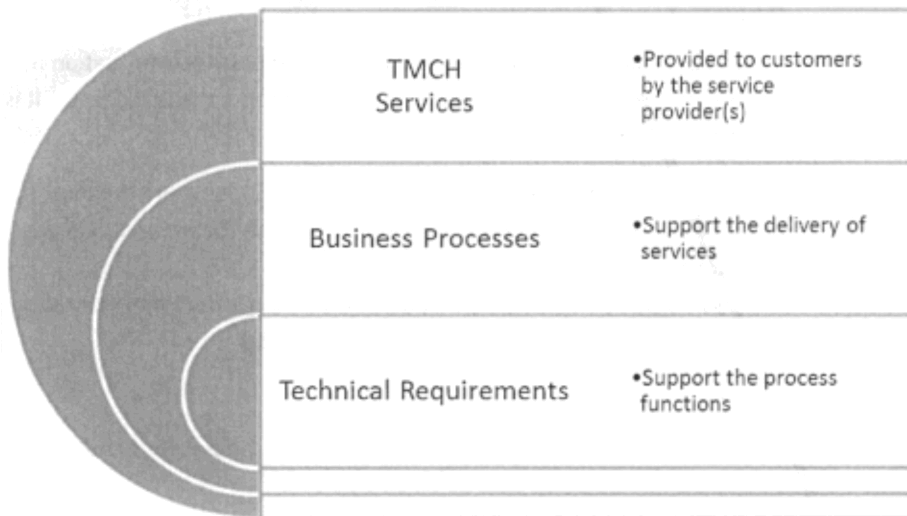 TMCH
Services
•Provided to customers
by the service
provider(s)
Business Processes
•Support the delivery of
services
Technical Requirements
•Support the process
functions